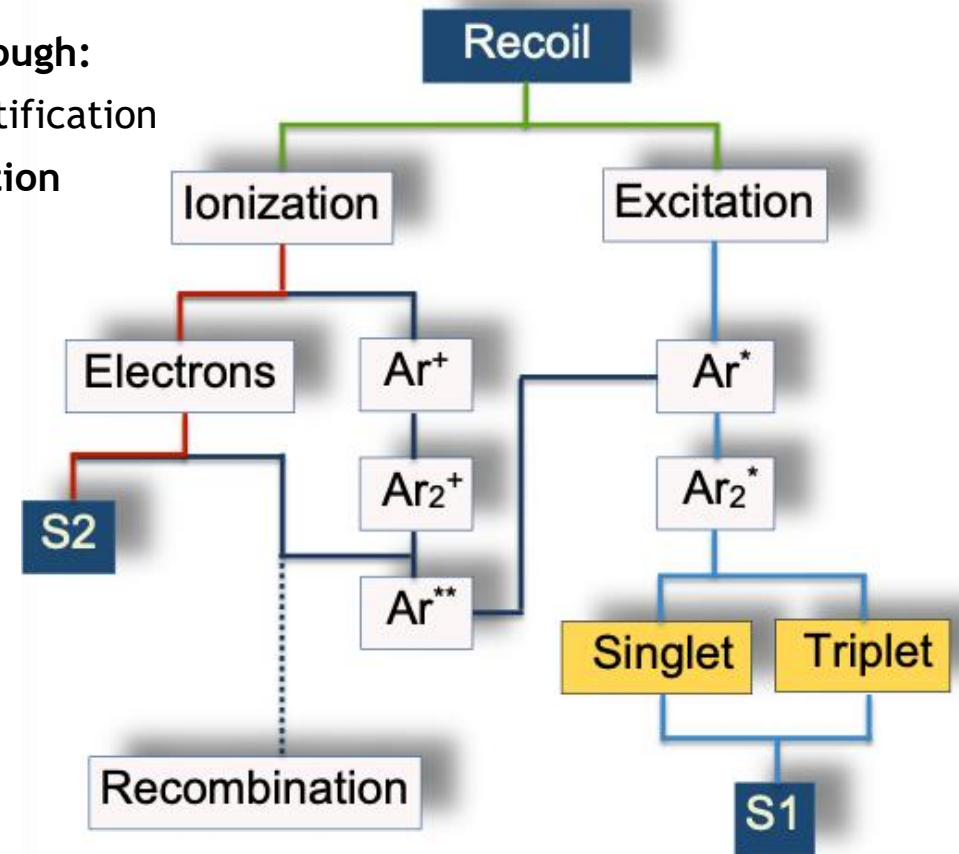 ough:
tification
tion
Recoil
Ionization
Excitation
Electrons
Ar⁺
Ar*
S2
Ar₂⁺
Ar₂*
Ar**
Singlet
Triplet
Recombination
S1